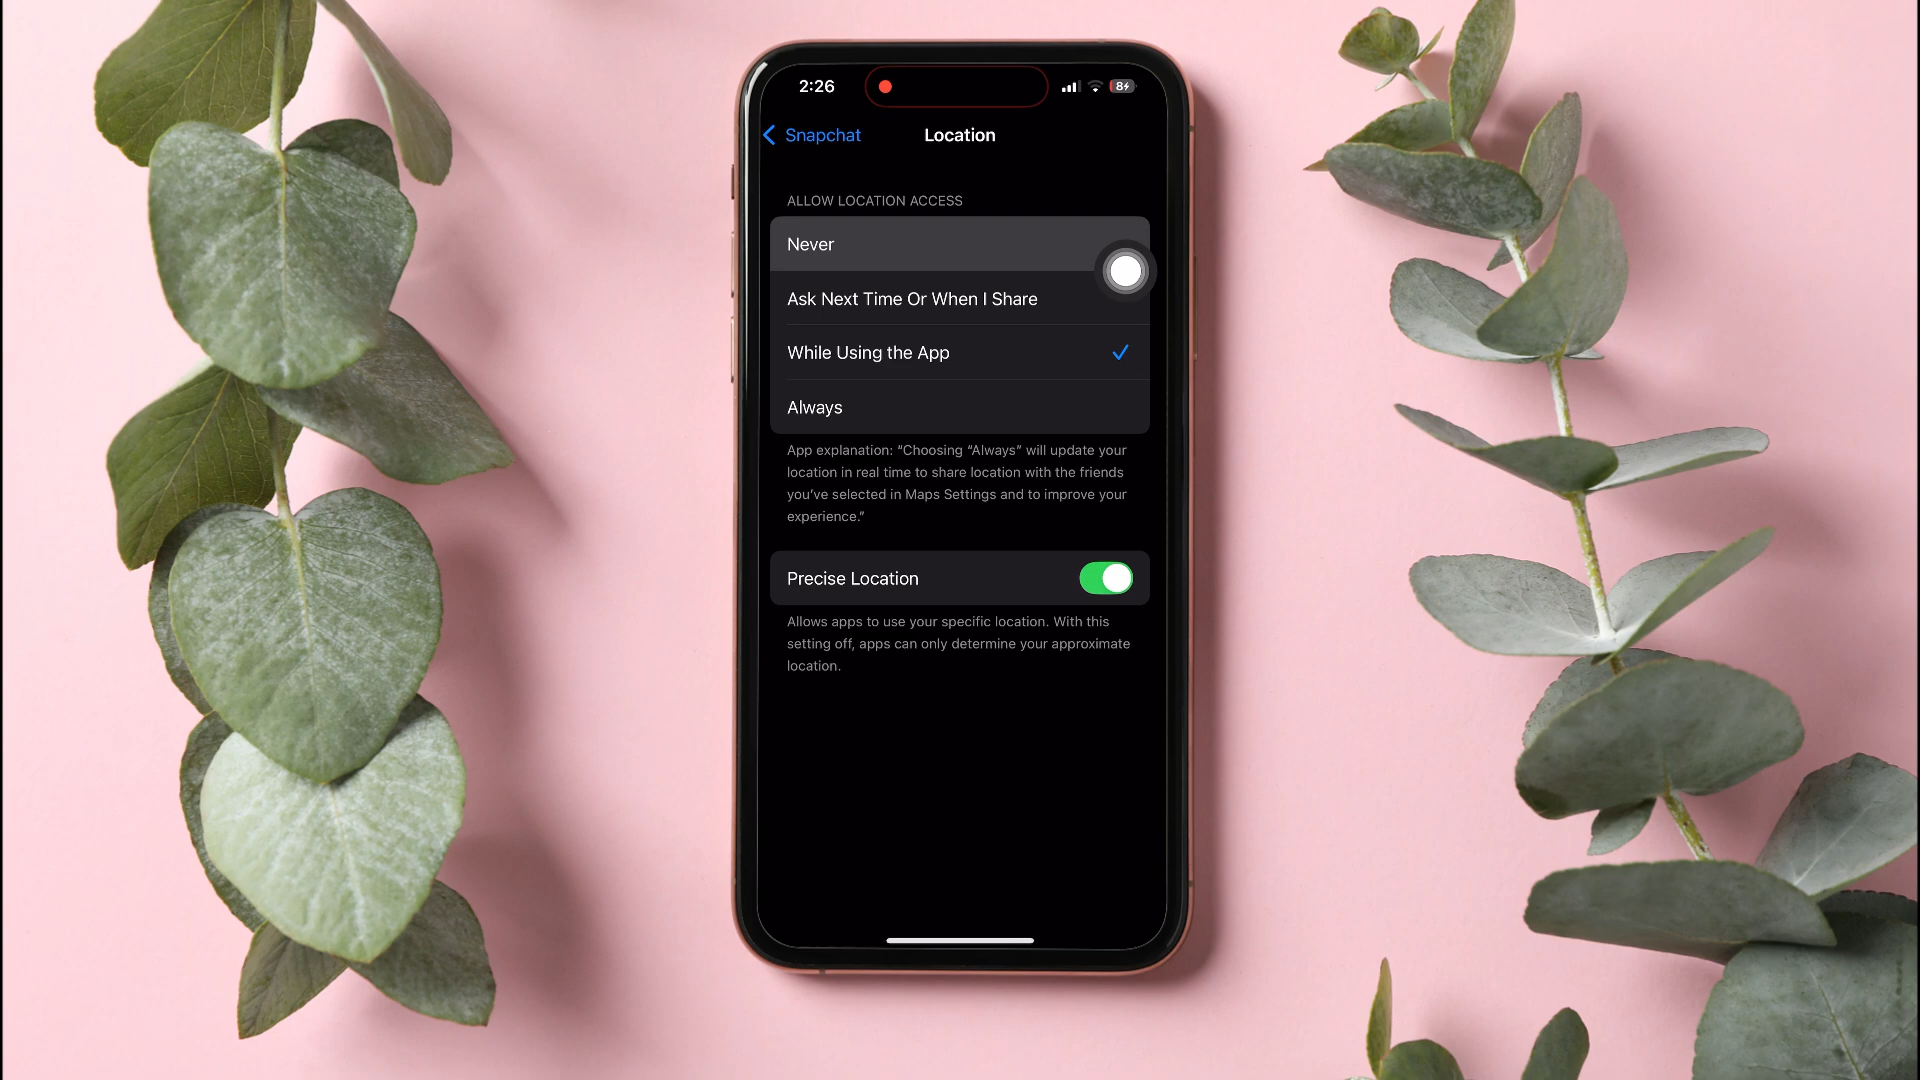 2:26
8
Snapchat
Location
ALLOW LOCATION ACCESS
Never
Ask Next Time Or When I Share
While Using the App
Always
App explanation: “Choosing “Always” will update your
location in real time to share location with the friends
you’ve selected in Maps Settings and to improve your
experience.”
Precise Location
Allows apps to use your specific location. With this
setting off, apps can only determine your approximate
location.